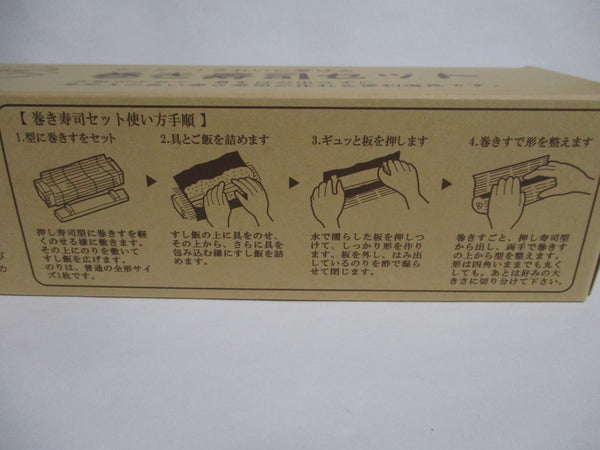 巻き寿司セット
【 巻き寿司セット使い方手順 】
1.型に巻きすをセット
押し寿司型に巻きすを軽
くのせる様に敷きます。
その上にのりを敷いて
すし飯を広げます。
のりは、普通の全形サイ
ズ1枚です。
2.具とご飯を詰めます
すし飯の上に具をのせ、
その上から、さらに具を
包み込む様にすし飯を詰
めます。
3.ギュッと板を押します
水で濡らした板を押しつ
けて、しっかり形を作り
ます。板を外し、はみ出
しているのりを酢で湿ら
せて閉じます。
4.巻きすで形を整えます
巻きすごと、押し寿司型
から出し、両手で巻きす
の上から型を整えます。
形は四角いままでも丸く
しても。あとは好みの大
きさに切り分けて下さい。